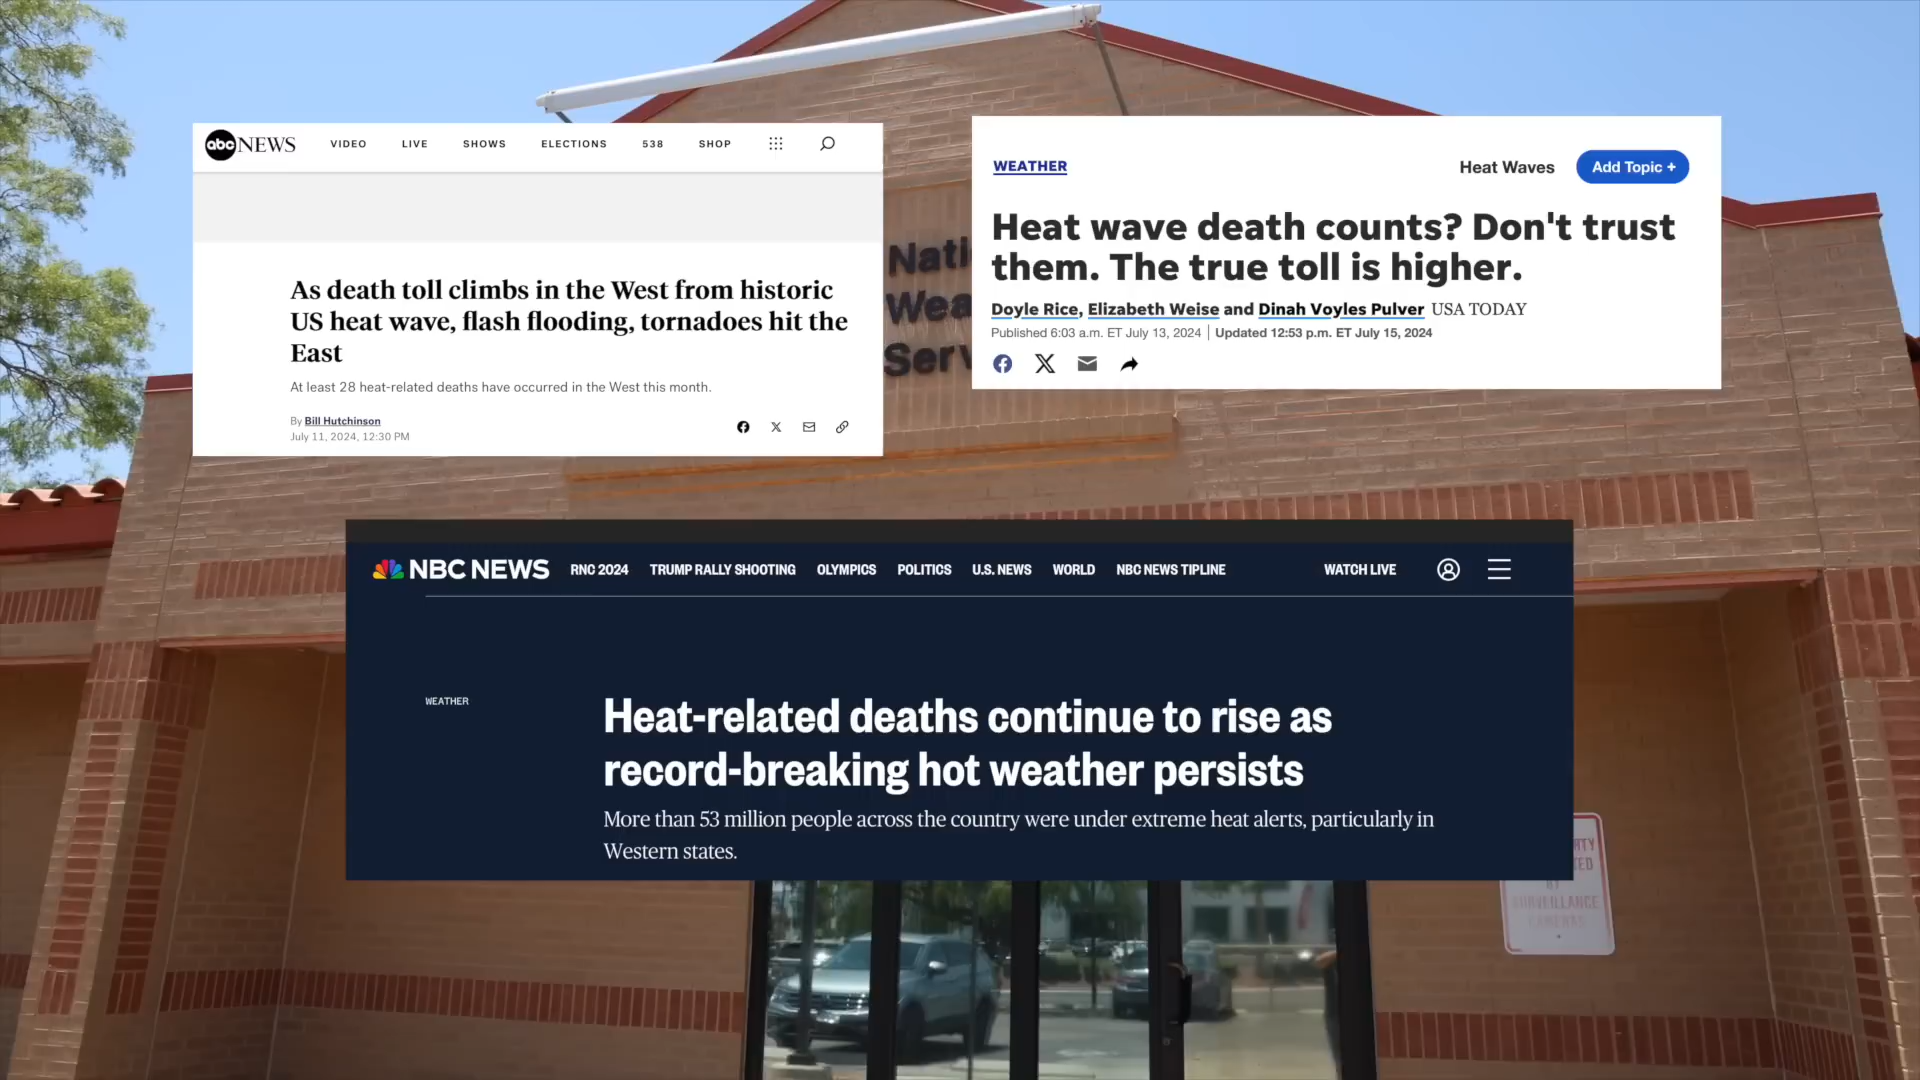 abc NEWS VIDEO LIVE SHOWS ELECTIONS 538 SHOP
As death toll climbs in the West from historic
US heat wave, flash flooding, tornadoes hit the
East
At least 28 heat-related deaths have occurred in the West this month.
By Bill Hutchinson
July 11, 2024, 12:30 PM
WEATHER Heat Waves Add Topic +
Heat wave death counts? Don't trust
them. The true toll is higher.
Doyle Rice, Elizabeth Weise and Dinah Voyles Pulver USA TODAY
Published 6:03 a.m. ET July 13, 2024 | Updated 12:53 p.m. ET July 15, 2024
Nati
Wea
Serv
NBC NEWS RNC 2024 TRUMP RALLY SHOOTING OLYMPICS POLITICS U.S. NEWS WORLD NBC NEWS TIPLINE WATCH LIVE
WEATHER
Heat-related deaths continue to rise as
record-breaking hot weather persists
More than 53 million people across the country were under extreme heat alerts, particularly in
Western states.
BY
SURVEILLANCE
CAMERAS